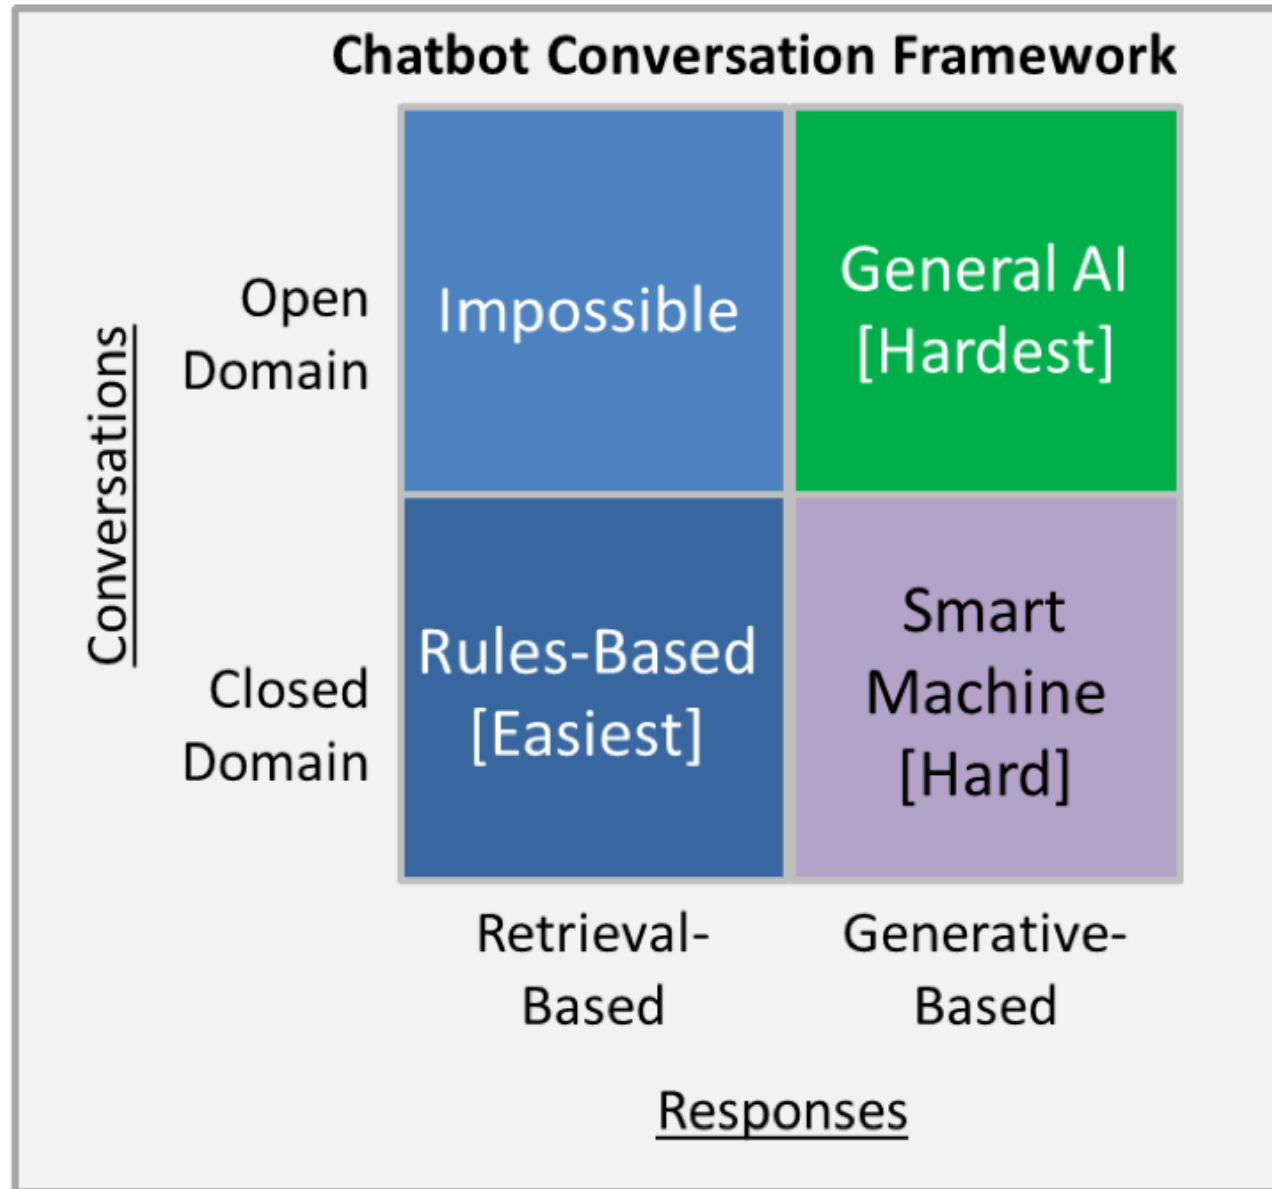 Chatbot Conversation Framework
Conversations
Open
Domain
Impossible
General AI
[Hardest]
Closed
Domain
Rules-Based
[Easiest]
Smart
Machine
[Hard]
Retrieval-
Based
Generative-
Based
Responses